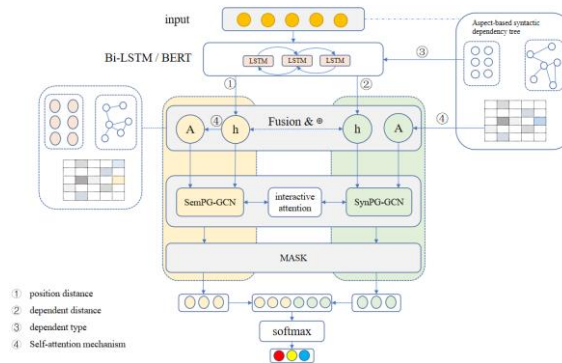 input
Aspect-based syntactic
dependency tree
Bi-LSTM / BERT
LSTM
LSTM
LSTM
③
①
②
A
④
h
Fusion & ⊕
h
A
④
SemPG-GCN
interactive
attention
SynPG-GCN
MASK
① position distance
② dependent distance
③ dependent type
④ Self-attention mechanism
softmax